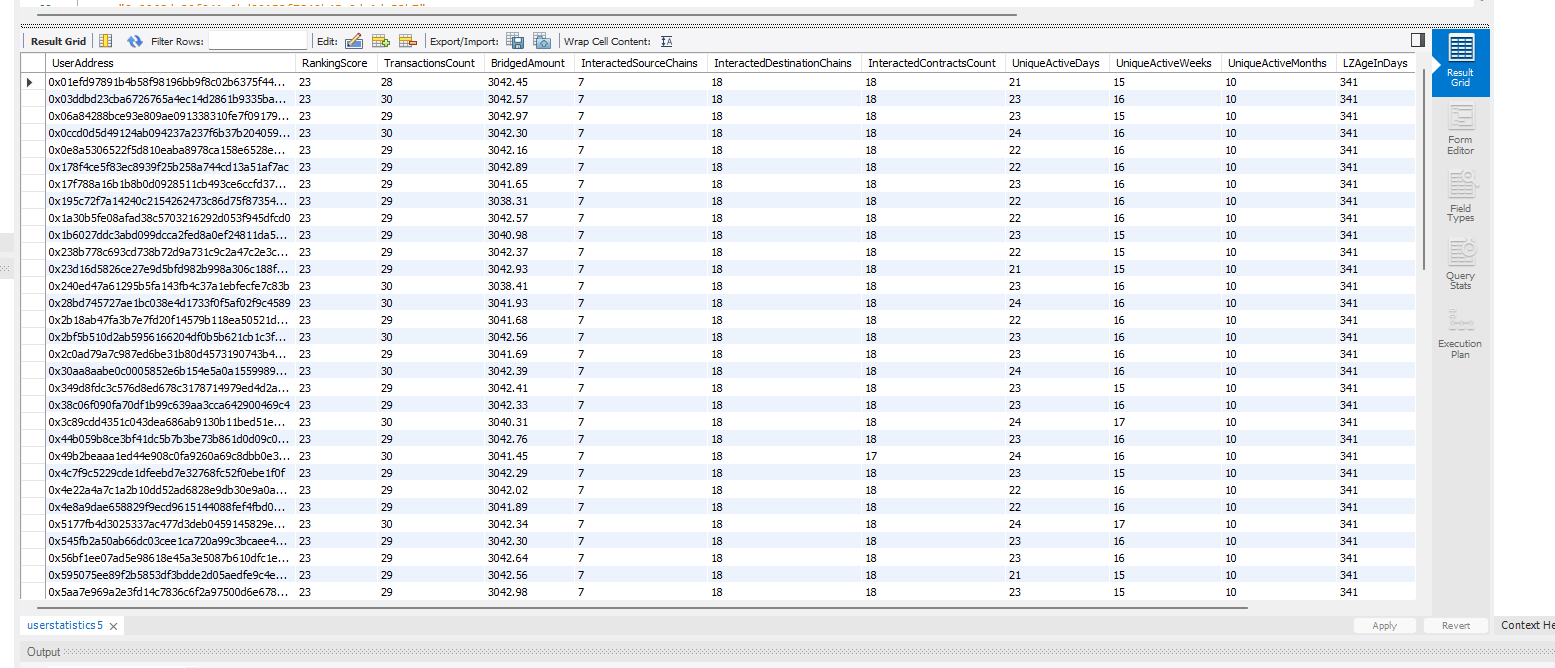 Result Grid Filter Rows: Edit: Export/Import: Wrap Cell Content: IA
UserAddress RankingScore TransactionsCount BridgedAmount InteractedSourceChains InteractedDestinationChains InteractedContractsCount UniqueActiveDays UniqueActiveWeeks UniqueActiveMonths LZAgeInDays
0x01efd97891b4b58f98196bb9f8c02b6375f44... 23 28 3042.45 7 18 18 21 15 10 341
0x03ddbd23cba6726765a4ec14d2861b9335ba... 23 30 3042.57 7 18 18 23 16 10 341
0x06a84288bce93e809ae091338310fe7f09179... 23 29 3042.97 7 18 18 23 15 10 341
0x0ccd0d5d49124ab094237a237f6b37b204059... 23 30 3042.30 7 18 18 24 16 10 341
0x0e8a5306522f5d810eaba8978ca158e6528e... 23 29 3042.16 7 18 18 22 16 10 341
0x178f4ce5f83ec8939f25b258a744cd13a51af7ac 23 29 3042.89 7 18 18 22 16 10 341
0x17f788a16b1b8b0d0928511cb493ce6ccfd37... 23 29 3041.65 7 18 18 23 16 10 341
0x195c72f7a14240c2154262473c86d75f87354... 23 29 3038.31 7 18 18 22 16 10 341
0x1a30b5fe08afad38c5703216292d053f945dfcd0 23 29 3042.57 7 18 18 22 16 10 341
0x1b6027ddc3abd099dcca2fed8a0ef24811da5... 23 29 3040.98 7 18 18 23 15 10 341
0x238b778c693cd738b72d9a731c9c2a47c2e3c... 23 29 3042.37 7 18 18 22 15 10 341
0x23d16d5826ce27e9d5bfd982b998a306c188f... 23 29 3042.93 7 18 18 21 15 10 341
0x240ed47a61295b5fa143fb4c37a1ebfecfe7c83b 23 30 3038.41 7 18 18 23 16 10 341
0x28bd745727ae1bc038e4d1733f0f5af02f9c4589 23 30 3041.93 7 18 18 24 16 10 341
0x2b18ab47fa3b7e7fd20f14579b118ea50521d... 23 29 3041.68 7 18 18 22 16 10 341
0x2bf5b510d2ab5956166204df0b5b621cb1c3f... 23 30 3042.56 7 18 18 23 16 10 341
0x2c0ad79a7c987ed6be31b80d4573190743b4... 23 29 3041.69 7 18 18 23 16 10 341
0x30aa8aabe0c0005852e6b154e5a0a1559989... 23 30 3042.39 7 18 18 24 16 10 341
0x349d8fdc3c576d8ed678c3178714979ed4d2a... 23 29 3042.41 7 18 18 23 15 10 341
0x38c06f090fa70df1b99c639aa3cca642900469c4 23 29 3042.33 7 18 18 23 16 10 341
0x3c89cdd4351c043dea686ab9130b11bed51e... 23 30 3040.31 7 18 18 24 17 10 341
0x44b059b8ce3bf41dc5b7b3be73b861d0d09c0... 23 29 3042.76 7 18 18 23 16 10 341
0x49b2beaaa1ed44e908c0fa9260a69c8dbb0e3... 23 30 3041.45 7 18 17 24 16 10 341
0x4c7f9c5229cde1dfeebd7e32768fc52f0ebe1f0f 23 29 3042.29 7 18 18 23 15 10 341
0x4e22a4a7c1a2b10dd52ad6828e9db30e9a0a... 23 29 3042.02 7 18 18 22 16 10 341
0x4e8a9dae658829f9ecd9615144088fef4fbd0... 23 29 3041.89 7 18 18 22 16 10 341
0x5177fb4d3025337ac477d3deb0459145829e... 23 30 3042.34 7 18 18 24 17 10 341
0x545fb2a50ab66dc03cee1ca720a99c3bcaee4... 23 29 3042.30 7 18 18 23 16 10 341
0x56bf1ee07ad5e98618e45a3e5087b610dfc1e... 23 29 3042.64 7 18 18 23 16 10 341
0x595075ee89f2b5853df3bdde2d05aedfe9c4e... 23 29 3042.56 7 18 18 21 15 10 341
0x5aa7e969a2e3fd14c7836c6f2a97500d6e678... 23 29 3042.98 7 18 18 23 15 10 341
Result
Grid
Form
Editor
Field
Types
Query
Stats
Execution
Plan
userstatistics 5 Apply Revert Context He
Output